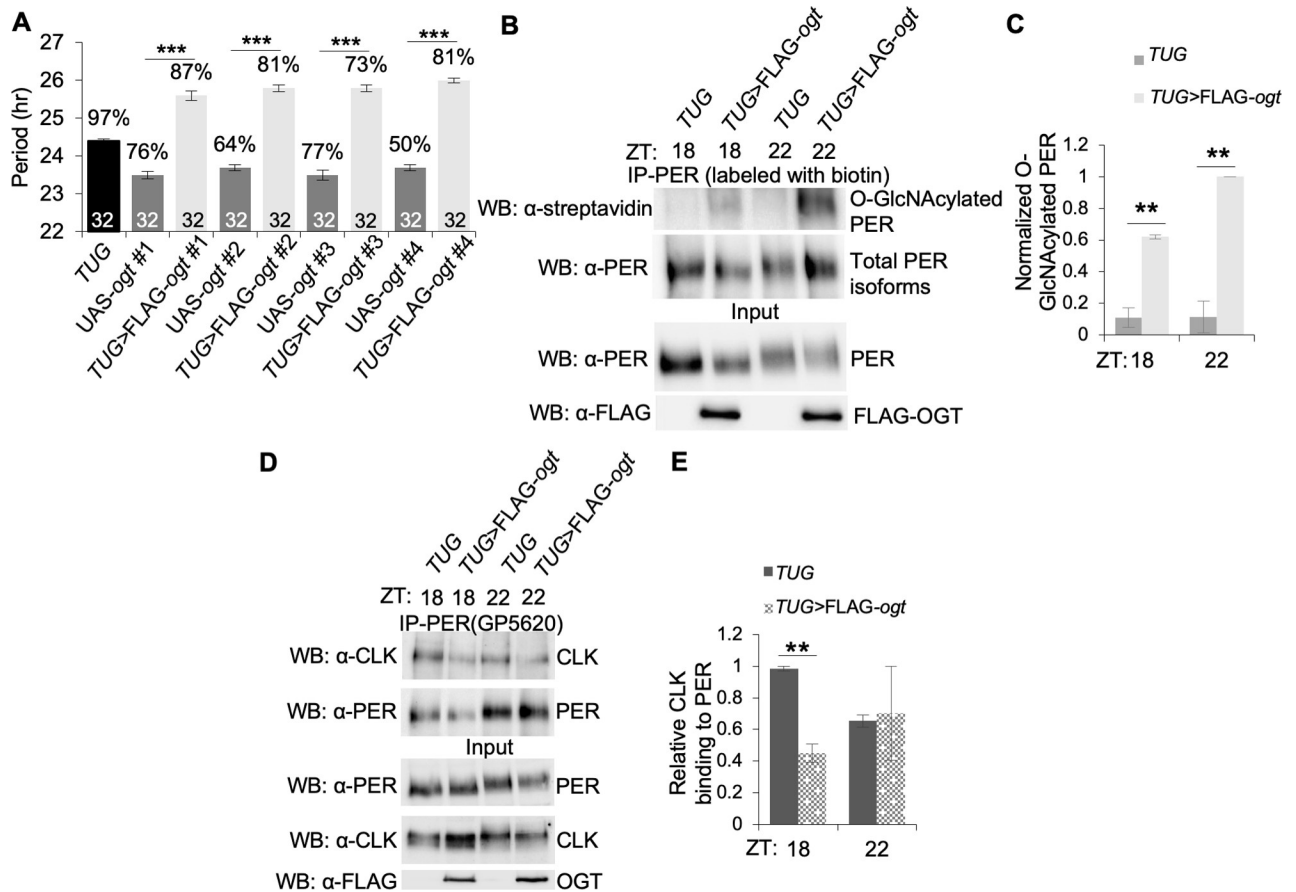 A
27
26
25
24
23
22
Period (hr)
97%
76%
87%
64%
81%
77%
73%
50%
81%
***
***
***
***
32
32
32
32
32
32
32
32
32
TUG
UAS-ogt #1
TUG>FLAG-ogt #1
UAS-ogt #2
TUG>FLAG-ogt #2
UAS-ogt #3
TUG>FLAG-ogt #3
UAS-ogt #4
TUG>FLAG-ogt #4
B
TUG
TUG>FLAG-ogt
TUG
TUG>FLAG-ogt
ZT: 18 18 22 22
IP-PER (labeled with biotin)
WB: α-streptavidin
O-GlcNAcylated
PER
WB: α-PER
Total PER
isoforms
Input
WB: α-PER
PER
WB: α-FLAG
FLAG-OGT
C
TUG
TUG>FLAG-ogt
Normalized O-
GlcNAcylated PER
1.2
1
0.8
0.6
0.4
0.2
0
**
**
ZT: 18 22
D
TUG
TUG>FLAG-ogt
TUG
TUG>FLAG-ogt
ZT: 18 18 22 22
IP-PER(GP5620)
WB: α-CLK
CLK
WB: α-PER
PER
Input
WB: α-PER
PER
WB: α-CLK
CLK
WB: α-FLAG
OGT
E
TUG
TUG>FLAG-ogt
Relative CLK
binding to PER
1.2
1
0.8
0.6
0.4
0.2
0
**
ZT: 18 22